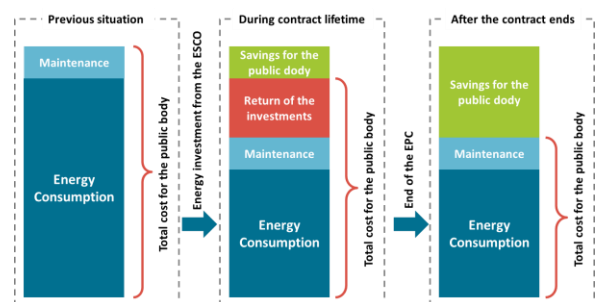 Previous situation
Maintenance
Energy
Consumption
Total cost for the public body
Energy investment from the ESCO
During contract lifetime
Savings for the
public dody
Return of the
investments
Maintenance
Energy
Consumption
Total cost for the public body
End of the EPC
After the contract ends
Savings for the
public dody
Maintenance
Energy
Consumption
Total cost for the public body